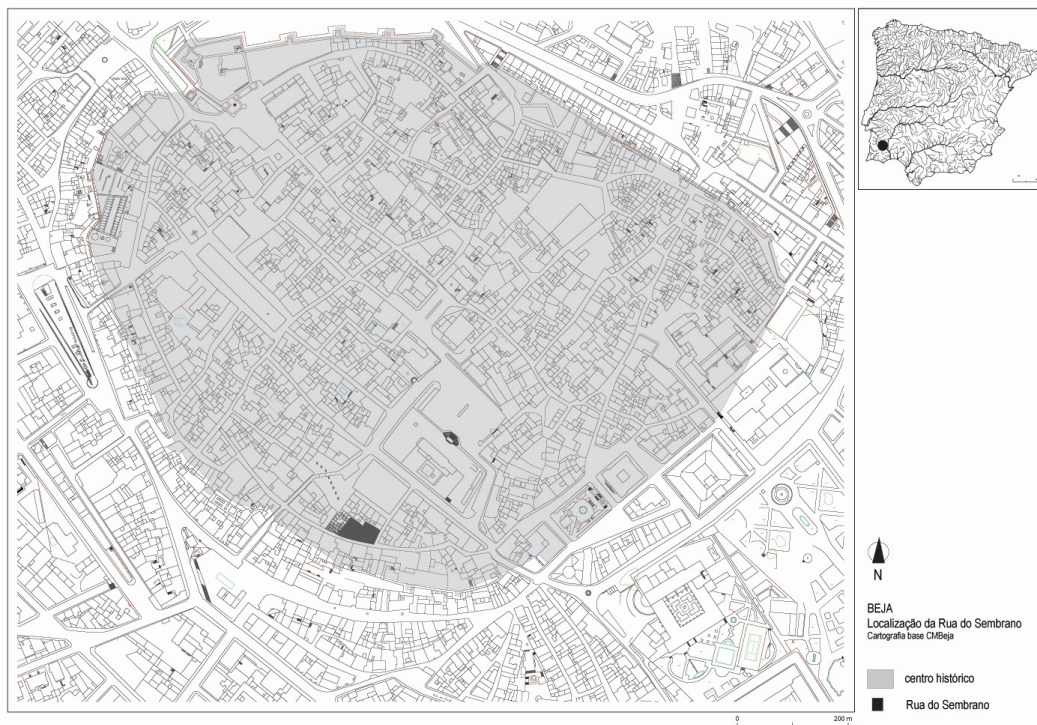 N
BEJA
Localização da Rua do Sembrano
Cartografia base CMBeja
centro histórico
Rua do Sembrano
0 200 m